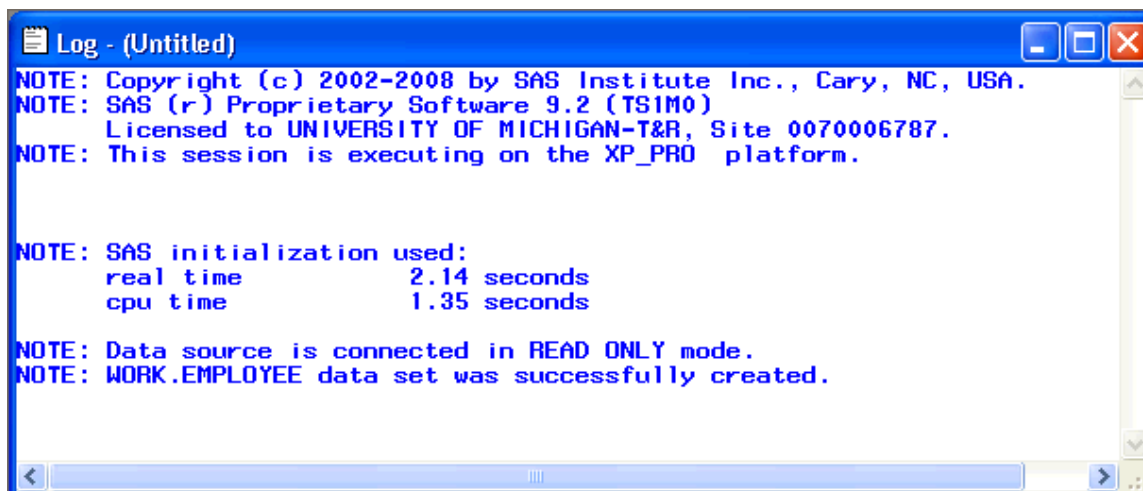 Log - (Untitled)
NOTE: Copyright (c) 2002-2008 by SAS Institute Inc., Cary, NC, USA.
NOTE: SAS (r) Proprietary Software 9.2 (TS1M0)
Licensed to UNIVERSITY OF MICHIGAN-T&R, Site 0070006787.
NOTE: This session is executing on the XP_PRO platform.
NOTE: SAS initialization used:
real time 2.14 seconds
cpu time 1.35 seconds
NOTE: Data source is connected in READ ONLY mode.
NOTE: WORK.EMPLOYEE data set was successfully created.